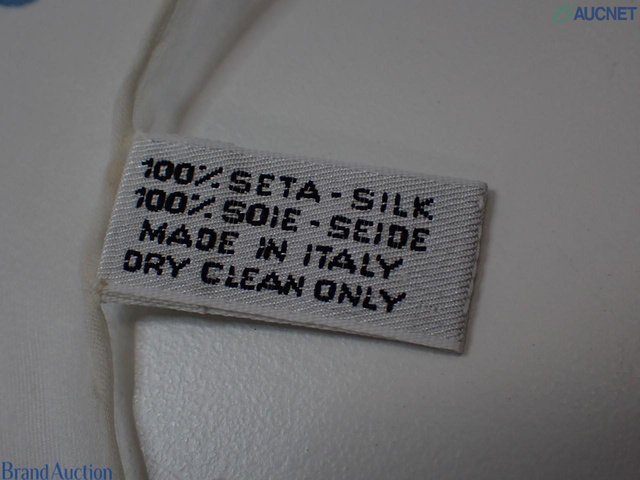 AUCNET
100% SETA - SILK
100% SOIE - SEIDE
MADE IN ITALY
DRY CLEAN ONLY
BrandAuction